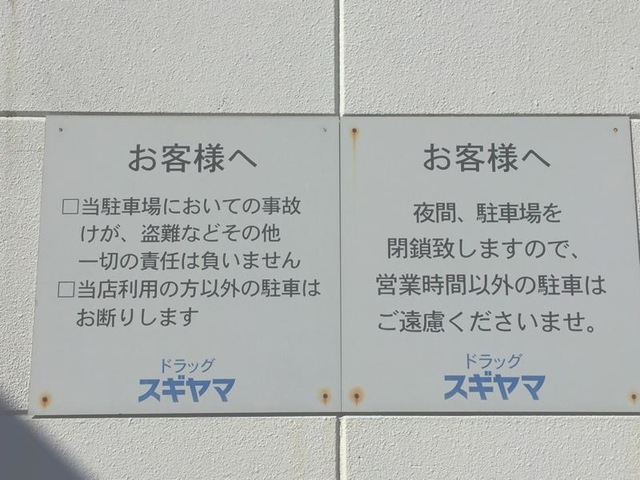 お客様へ
□当駐車場においての事故
けが、盗難などその他
一切の責任は負いません
□当店利用の方以外の駐車は
お断りします
ドラッグ
スギヤマ
お客様へ
夜間、駐車場を
閉鎖致しますので、
営業時間以外の駐車は
ご遠慮くださいませ。
ドラッグ
スギヤマ